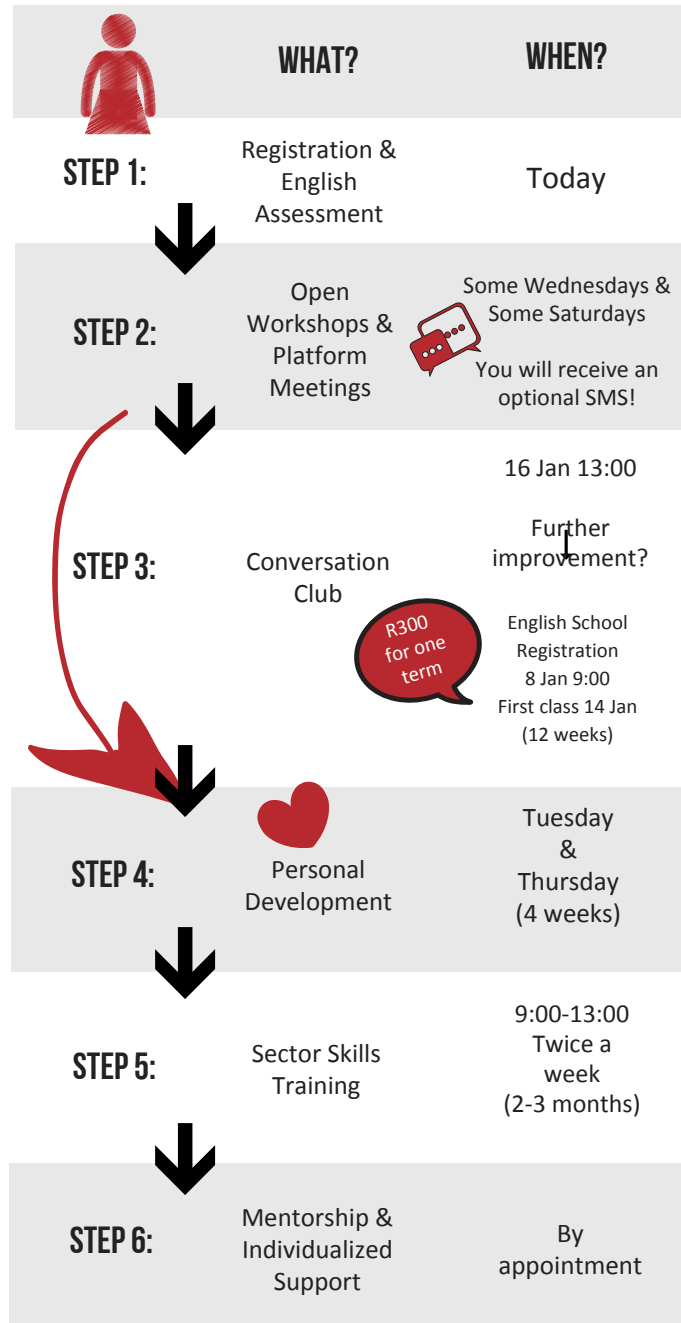 WHAT?
WHEN?
STEP 1:
Registration &
English
Assessment
Today
STEP 2:
Open
Workshops &
Platform
Meetings
Some Wednesdays &
Some Saturdays
You will receive an
optional SMS!
STEP 3:
Conversation
Club
16 Jan 13:00
Further
improvement?
R300
for one
term
English School
Registration
8 Jan 9:00
First class 14 Jan
(12 weeks)
STEP 4:
Personal
Development
Tuesday
&
Thursday
(4 weeks)
STEP 5:
Sector Skills
Training
9:00-13:00
Twice a
week
(2-3 months)
STEP 6:
Mentorship &
Individualized
Support
By
appointment